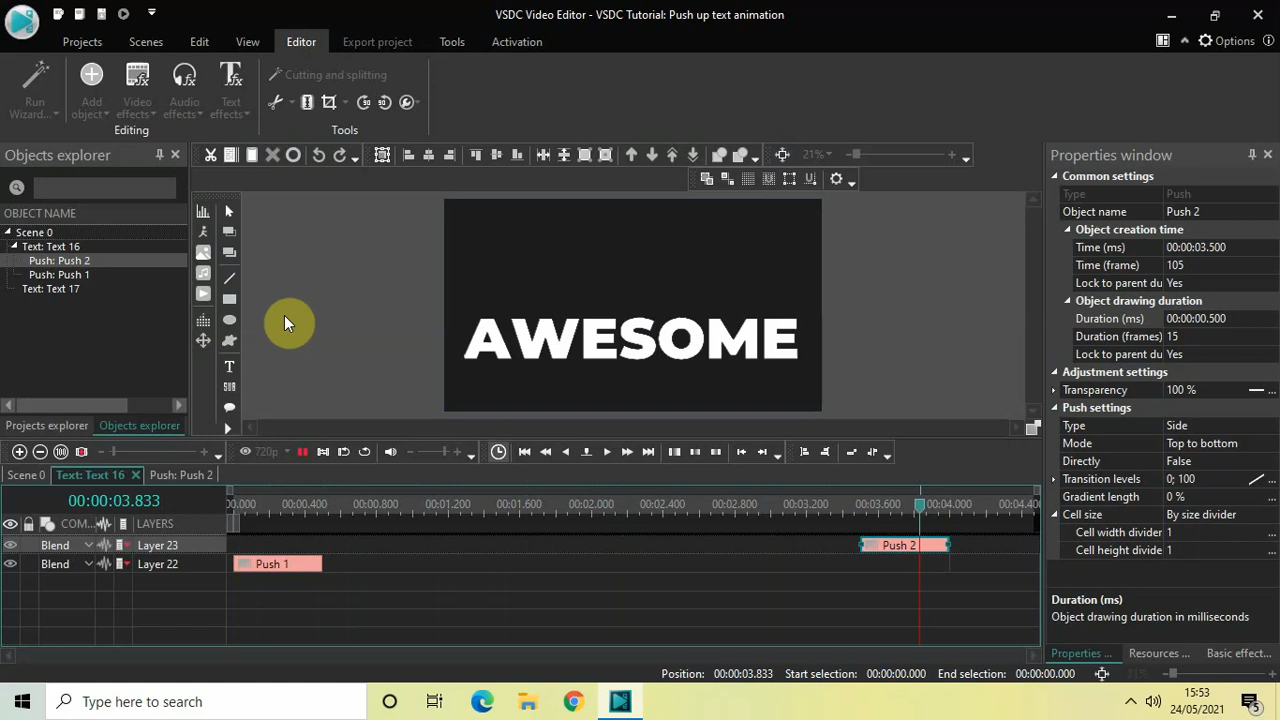 VSDC Video Editor - VSDC Tutorial: Push up text animation
Projects Scenes Edit View Editor Export project Tools Activation
Options
Run Wizard...
Add object
Video effects
Audio effects
Text effects
Editing
Cutting and splitting
Tools
Objects explorer
OBJECT NAME
Scene 0
Text: Text 16
Push: Push 2
Push: Push 1
Text: Text 17
Projects explorer Objects explorer
21%
AWESOME
Properties window
Common settings
Type Push
Object name Push 2
Object creation time
Time (ms) 00:00:03.500
Time (frame) 105
Lock to parent du Yes
Object drawing duration
Duration (ms) 00:00:00.500
Duration (frames) 15
Lock to parent du Yes
Adjustment settings
Transparency 100 % ...
Push settings
Type Side
Mode Top to bottom
Directly False
Transition levels 0; 100 ...
Gradient length 0 % ...
Cell size By size divider
Cell width divider 1
Cell height divider 1
Duration (ms)
Object drawing duration in milliseconds
Properties ... Resources ... Basic effect...
720p
Scene 0 Text: Text 16 Push: Push 2
00:00:03.833
.000 00:00.400 00:00.800 00:01.200 00:01.600 00:02.000 00:02.400 00:02.800 00:03.200 00:03.600 00:04.000 00:04.400
COM... LAYERS
Blend Layer 23 Push 2
Blend Layer 22 Push 1
Position: 00:00:03.833 Start selection: 00:00:00.000 End selection: 00:00:00.000 21%
Type here to search
15:53
24/05/2021
5